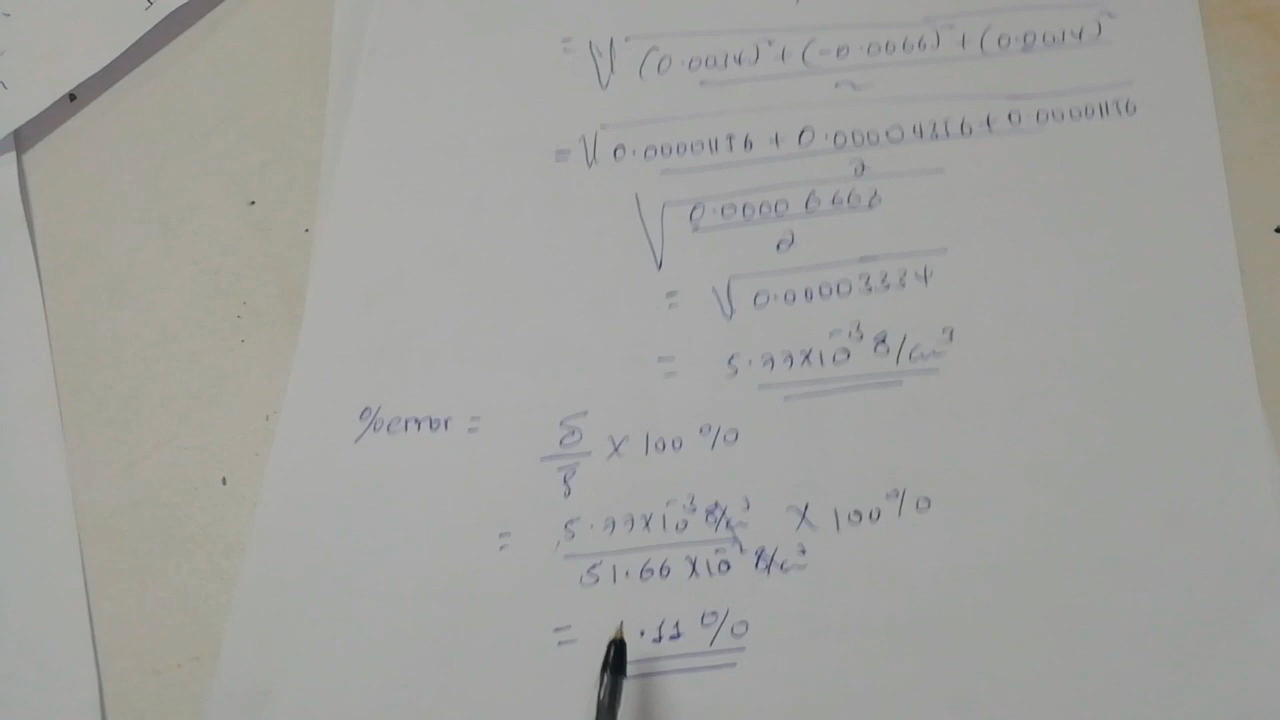 = √(0.0034)² + (-0.0066)² + (0.0034)²
2
= √0.00001156 + 0.00004356 + 0.00001156
2
√0.00006668
2
= √0.00003334
= 5.77×10⁻³ g/cm³
%error = δ/ρ̄ × 100%
= 5.77×10⁻³ g/cm³ × 100%
51.66 ×10⁻² g/cm³
= 1.11%